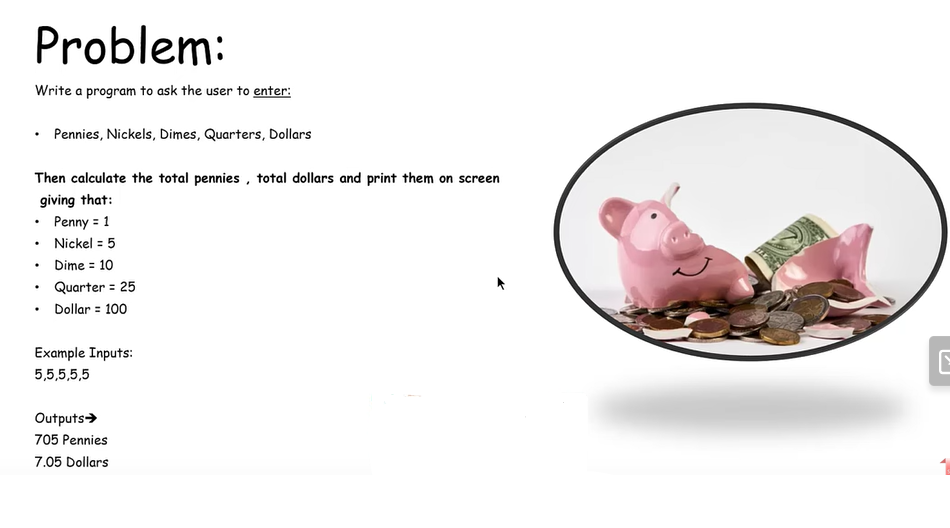 Problem:
Write a program to ask the user to enter:
• Pennies, Nickels, Dimes, Quarters, Dollars
Then calculate the total pennies , total dollars and print them on screen
giving that:
• Penny = 1
• Nickel = 5
• Dime = 10
• Quarter = 25
• Dollar = 100
Example Inputs:
5,5,5,5,5
Outputs➔
705 Pennies
7.05 Dollars